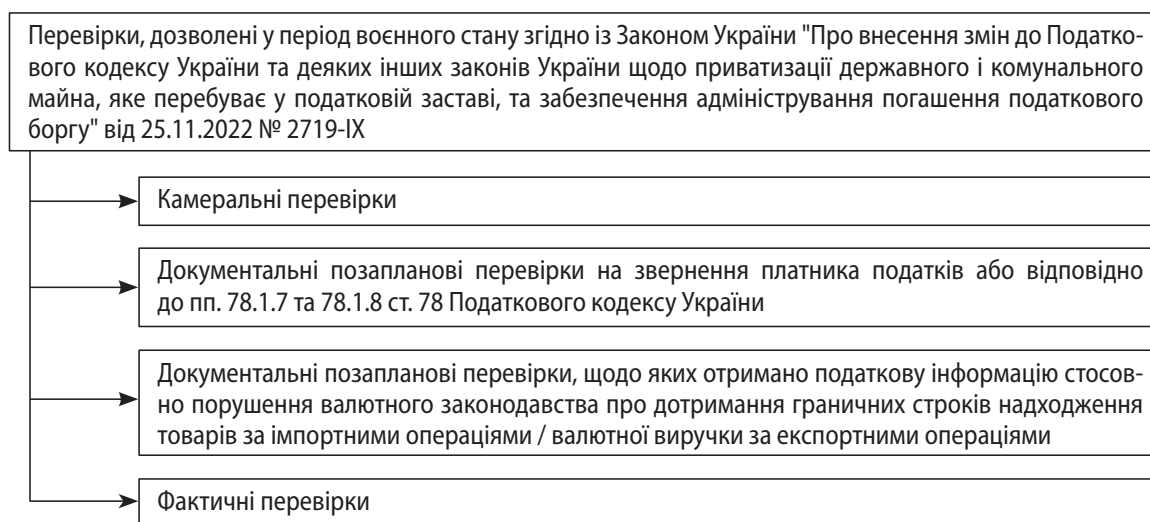 Перевірки, дозволені у період воєнного стану згідно із Законом України "Про внесення змін до Податко-
вого кодексу України та деяких інших законів України щодо приватизації державного і комунального
майна, яке перебуває у податковій заставі, та забезпечення адміністрування погашення податкового
боргу" від 25.11.2022 № 2719-IX
Камеральні перевірки
Документальні позапланові перевірки на звернення платника податків або відповідно
до пп. 78.1.7 та 78.1.8 ст. 78 Податкового кодексу України
Документальні позапланові перевірки, щодо яких отримано податкову інформацію стосов-
но порушення валютного законодавства про дотримання граничних строків надходження
товарів за імпортними операціями / валютної виручки за експортними операціями
Фактичні перевірки